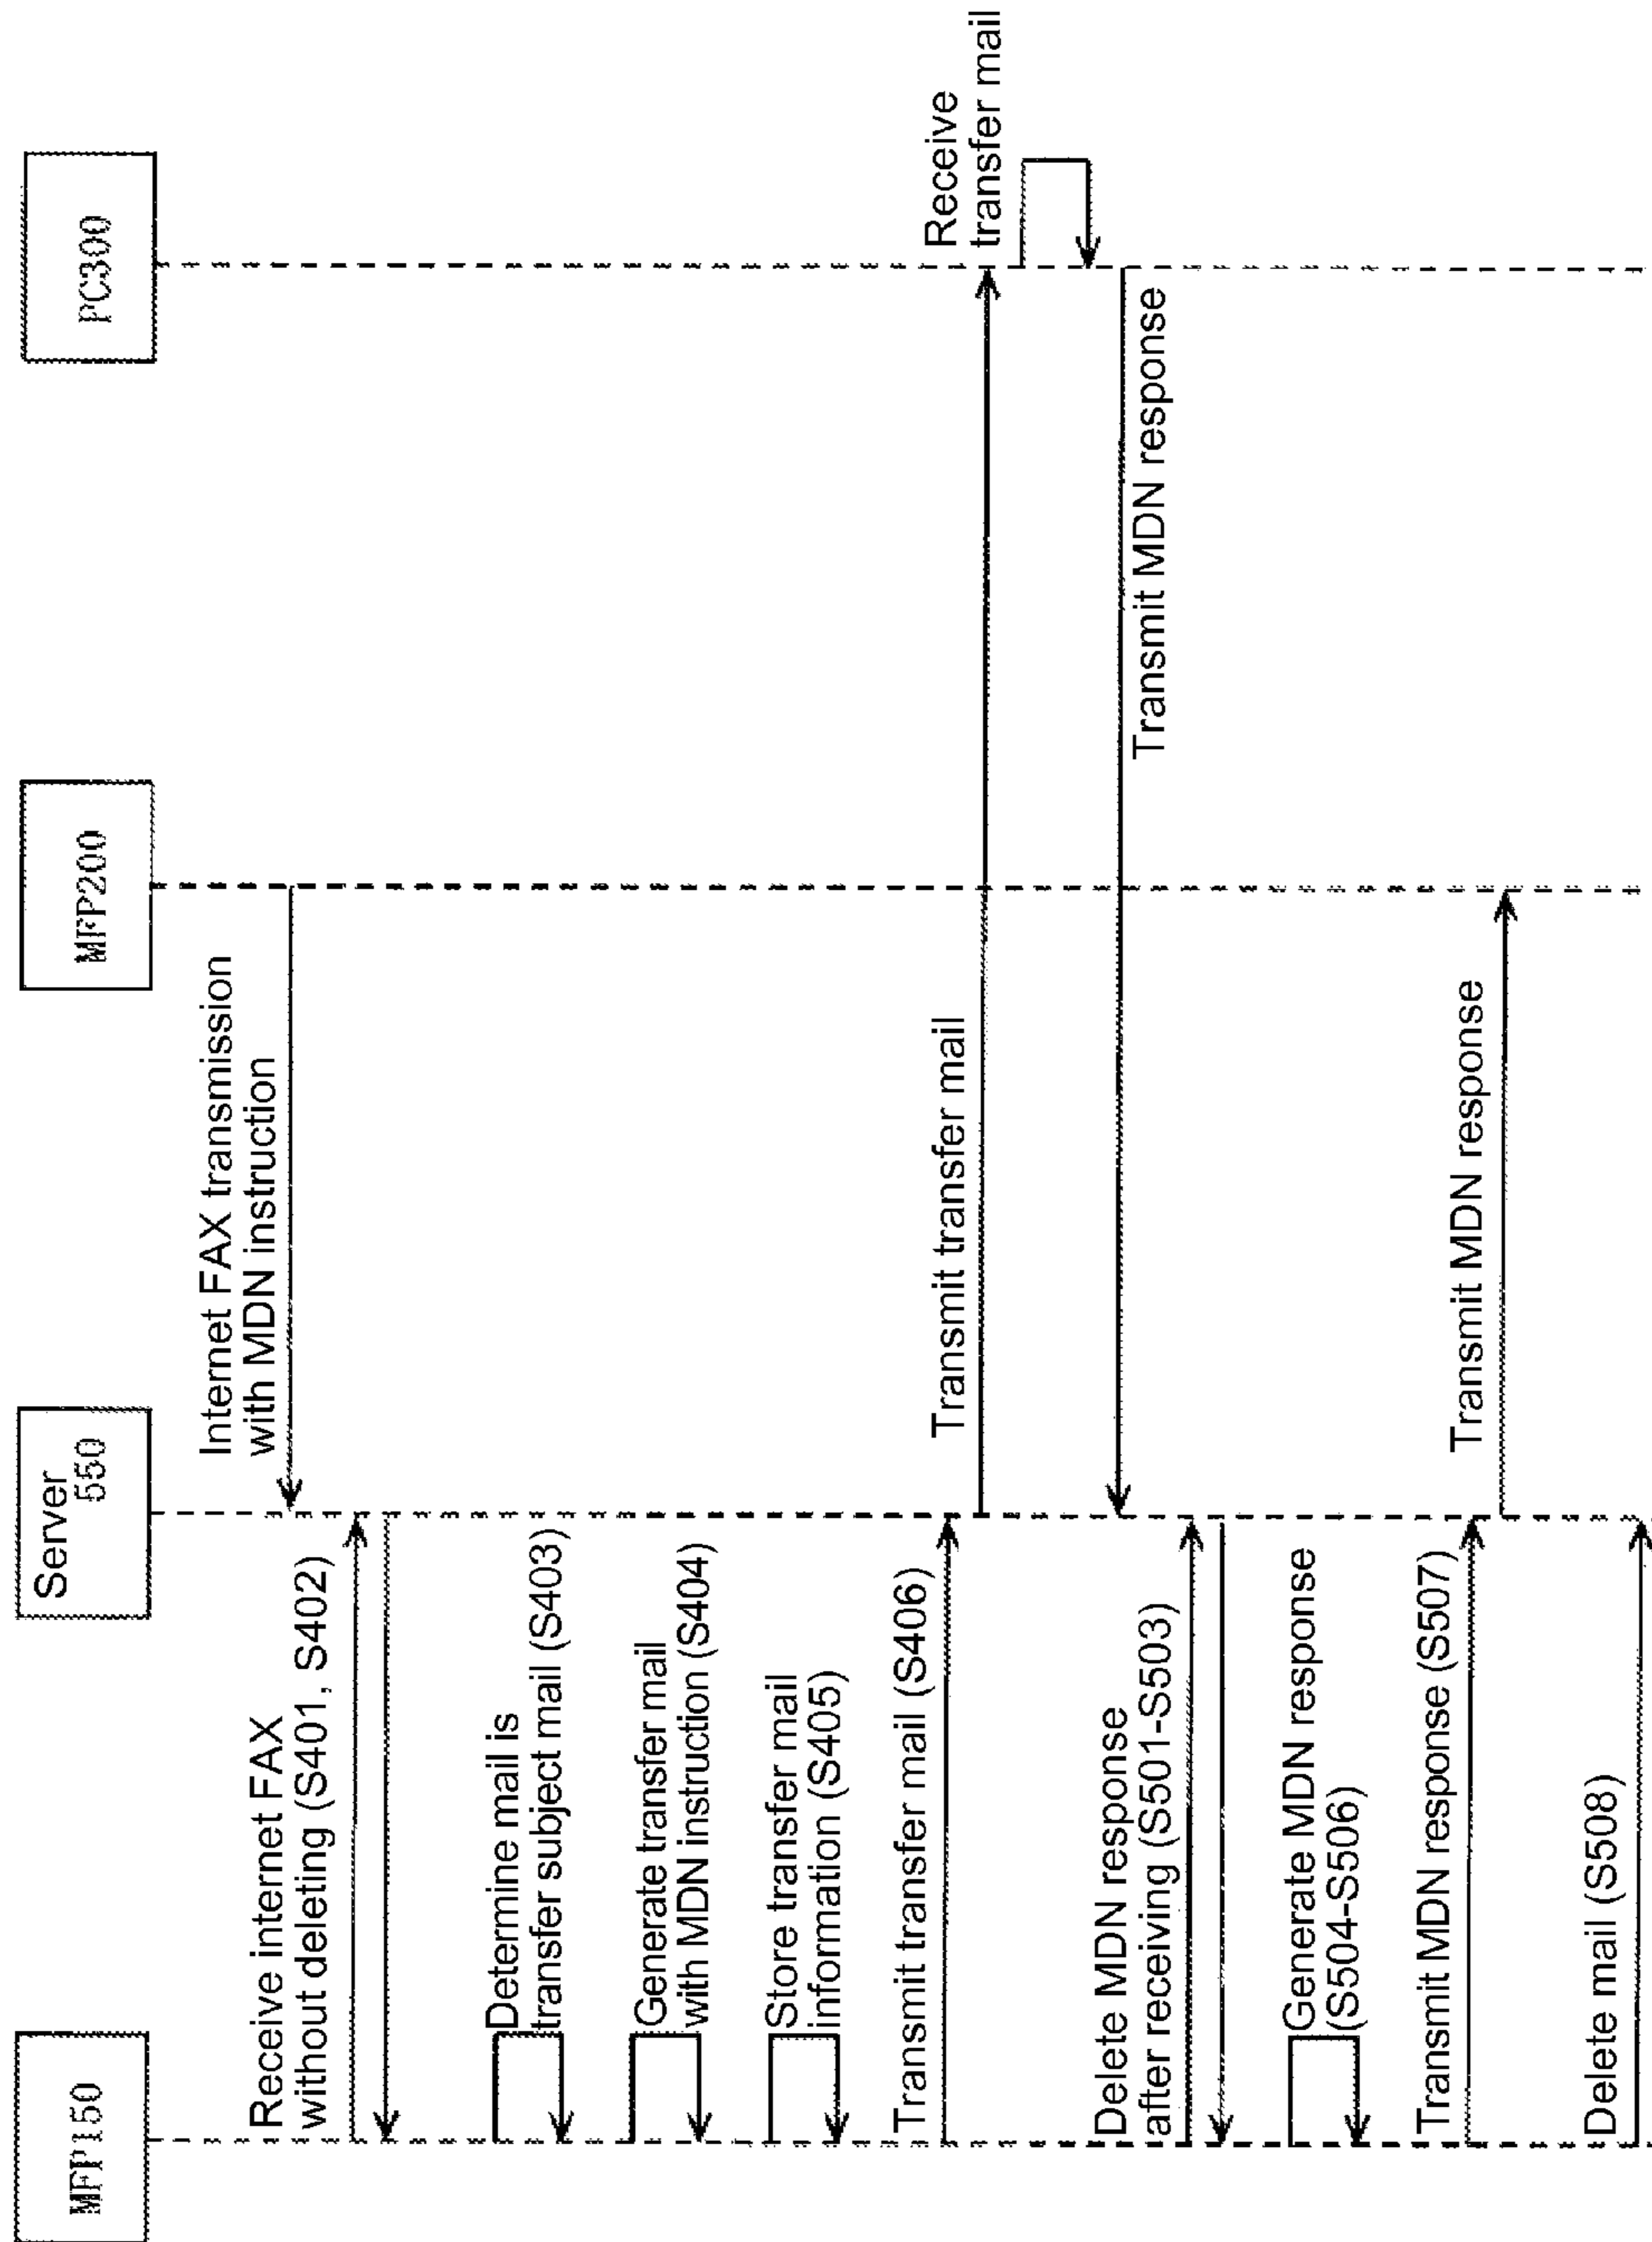 MFP150
Server
550
MFP200
PC300
Internet FAX transmission
with MDN instruction
Receive internet FAX
without deleting (S401, S402)
Determine mail is
transfer subject mail (S403)
Generate transfer mail
with MDN instruction (S404)
Store transfer mail
information (S405)
Transmit transfer mail (S406)
Transmit transfer mail
Receive
transfer mail
Transmit MDN response
Delete MDN response
after receiving (S501-S503)
Generate MDN response
(S504-S506)
Transmit MDN response (S507)
Transmit MDN response
Delete mail (S508)